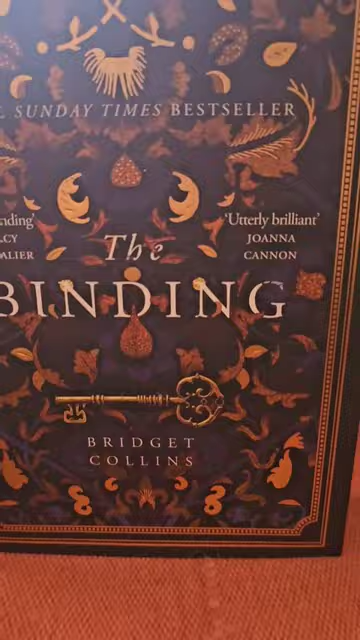 SUNDAY TIMES BESTSELLER
'Utterly brilliant'
JOANNA
CANNON
The
BINDING
BRIDGET
COLLINS